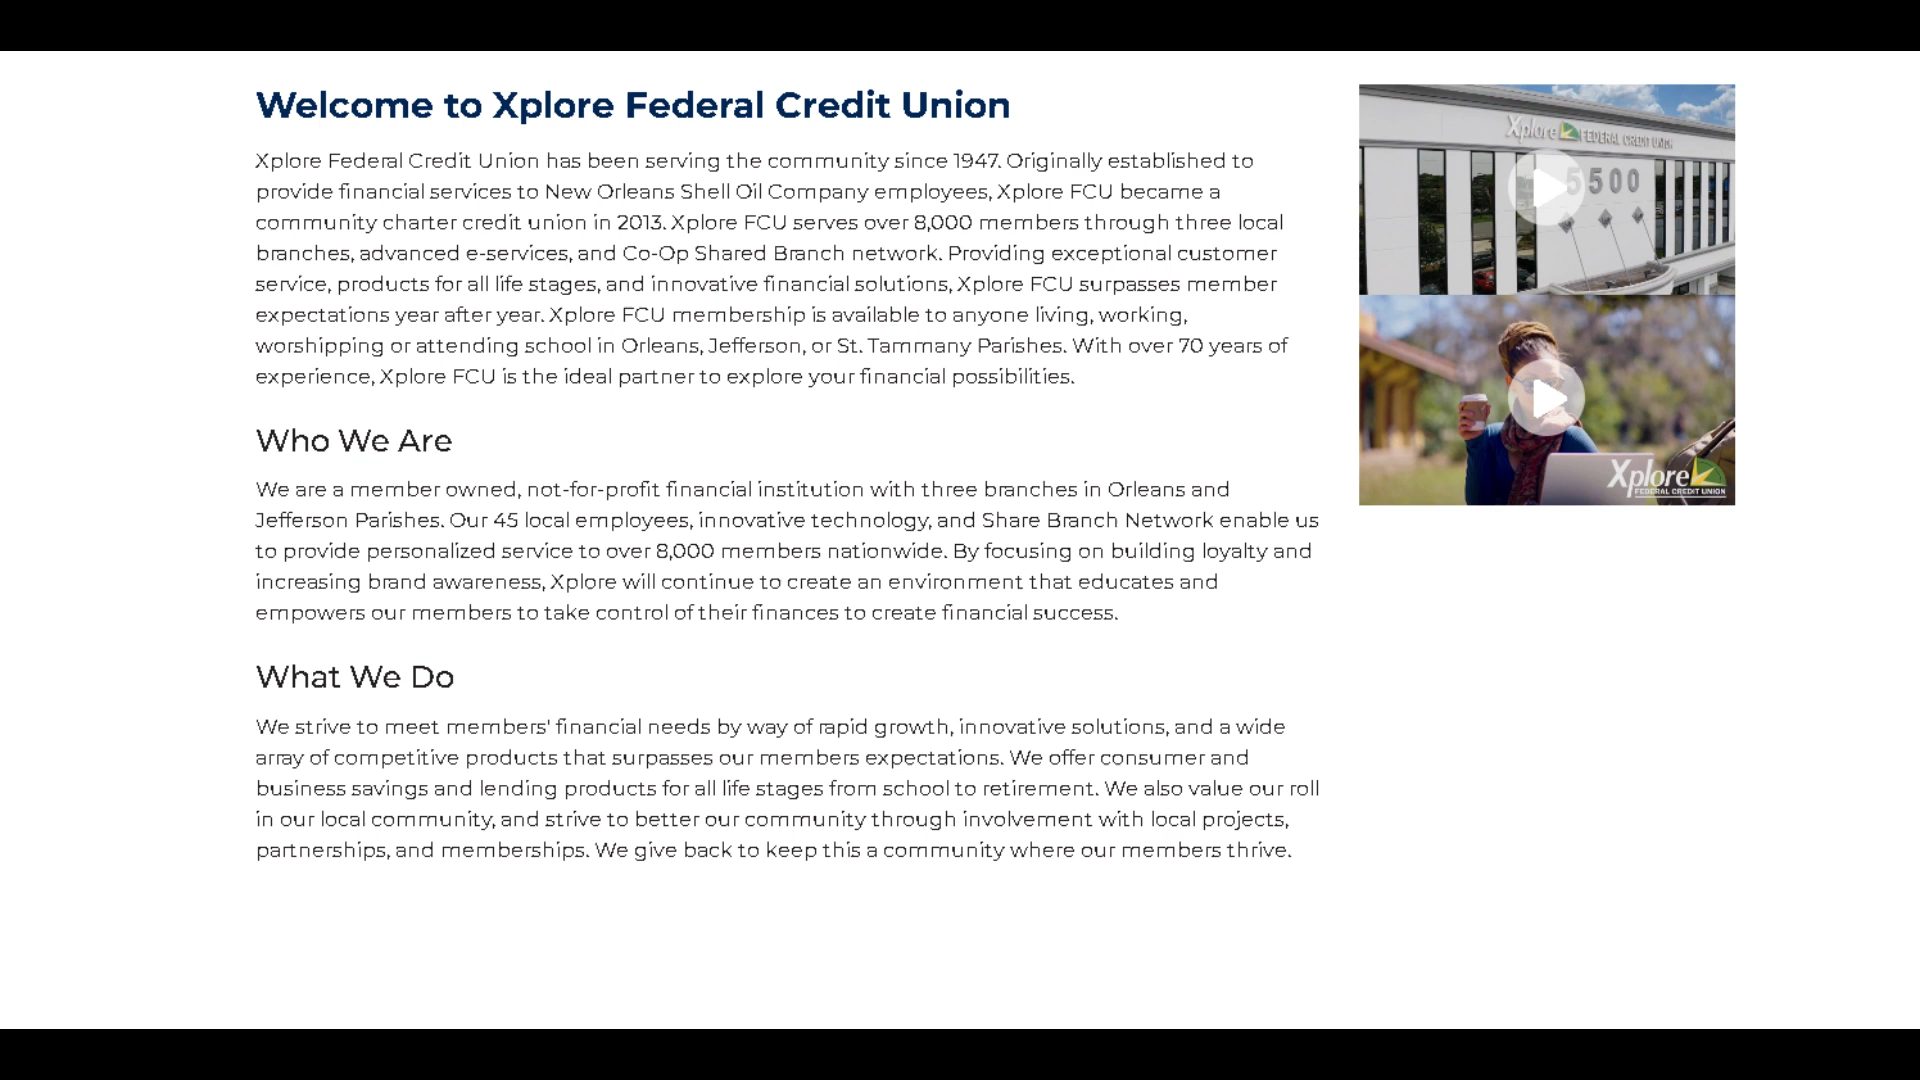 Welcome to Xplore Federal Credit Union
Xplore Federal Credit Union has been serving the community since 1947. Originally established to
provide financial services to New Orleans Shell Oil Company employees, Xplore FCU became a
community charter credit union in 2013. Xplore FCU serves over 8,000 members through three local
branches, advanced e-services, and Co-Op Shared Branch network. Providing exceptional customer
service, products for all life stages, and innovative financial solutions, Xplore FCU surpasses member
expectations year after year. Xplore FCU membership is available to anyone living, working,
worshipping or attending school in Orleans, Jefferson, or St. Tammany Parishes. With over 70 years of
experience, Xplore FCU is the ideal partner to explore your financial possibilities.
Who We Are
We are a member owned, not-for-profit financial institution with three branches in Orleans and
Jefferson Parishes. Our 45 local employees, innovative technology, and Share Branch Network enable us
to provide personalized service to over 8,000 members nationwide. By focusing on building loyalty and
increasing brand awareness, Xplore will continue to create an environment that educates and
empowers our members to take control of their finances to create financial success.
What We Do
We strive to meet members' financial needs by way of rapid growth, innovative solutions, and a wide
array of competitive products that surpasses our members expectations. We offer consumer and
business savings and lending products for all life stages from school to retirement. We also value our roll
in our local community, and strive to better our community through involvement with local projects,
partnerships, and memberships. We give back to keep this a community where our members thrive.
Xplore FEDERAL CREDIT UNION
5500
Xplore
FEDERAL CREDIT UNION